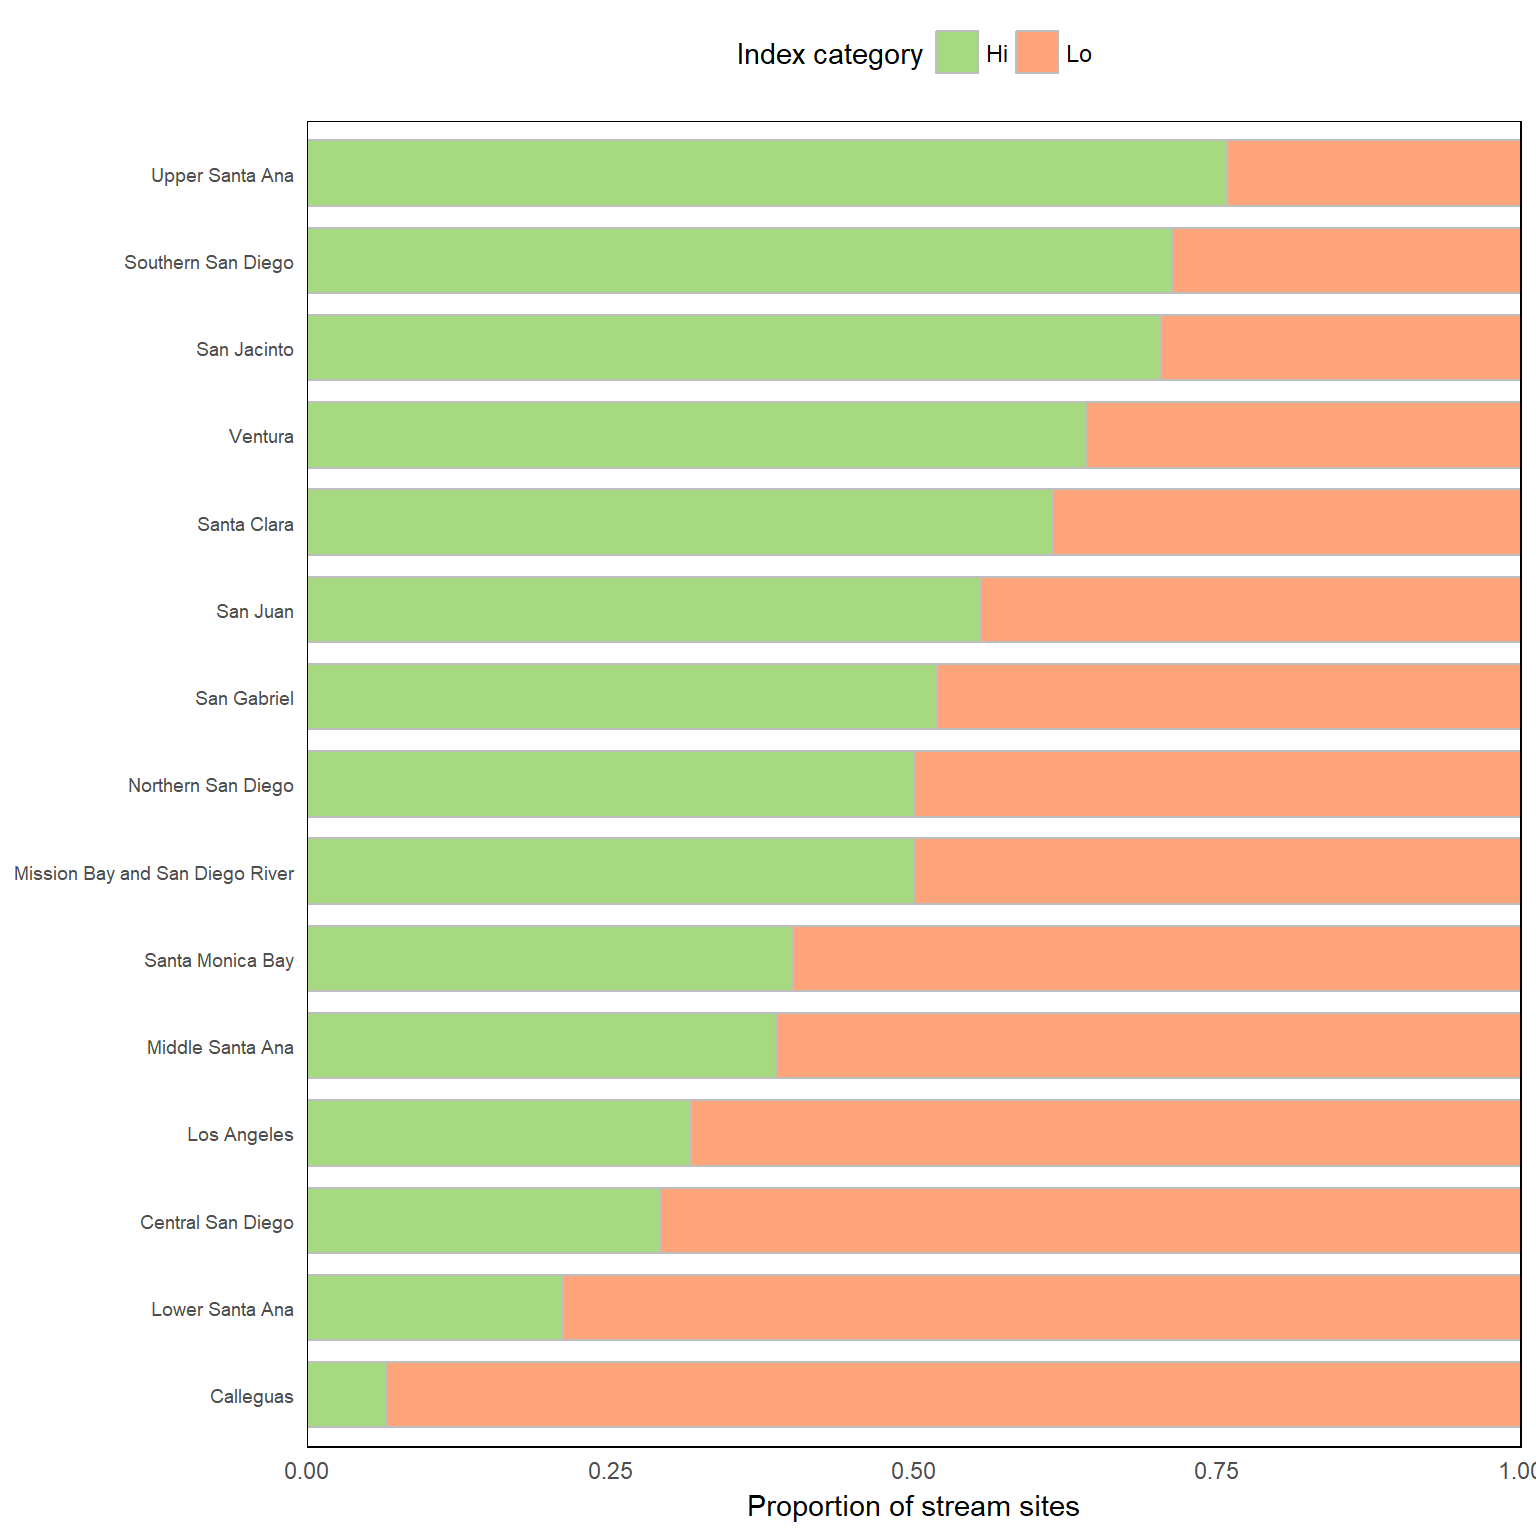 Index category Hi Lo
Upper Santa Ana
Southern San Diego
San Jacinto
Ventura
Santa Clara
San Juan
San Gabriel
Northern San Diego
Mission Bay and San Diego River
Santa Monica Bay
Middle Santa Ana
Los Angeles
Central San Diego
Lower Santa Ana
Calleguas
0.00 0.25 0.50 0.75 1.00
Proportion of stream sites